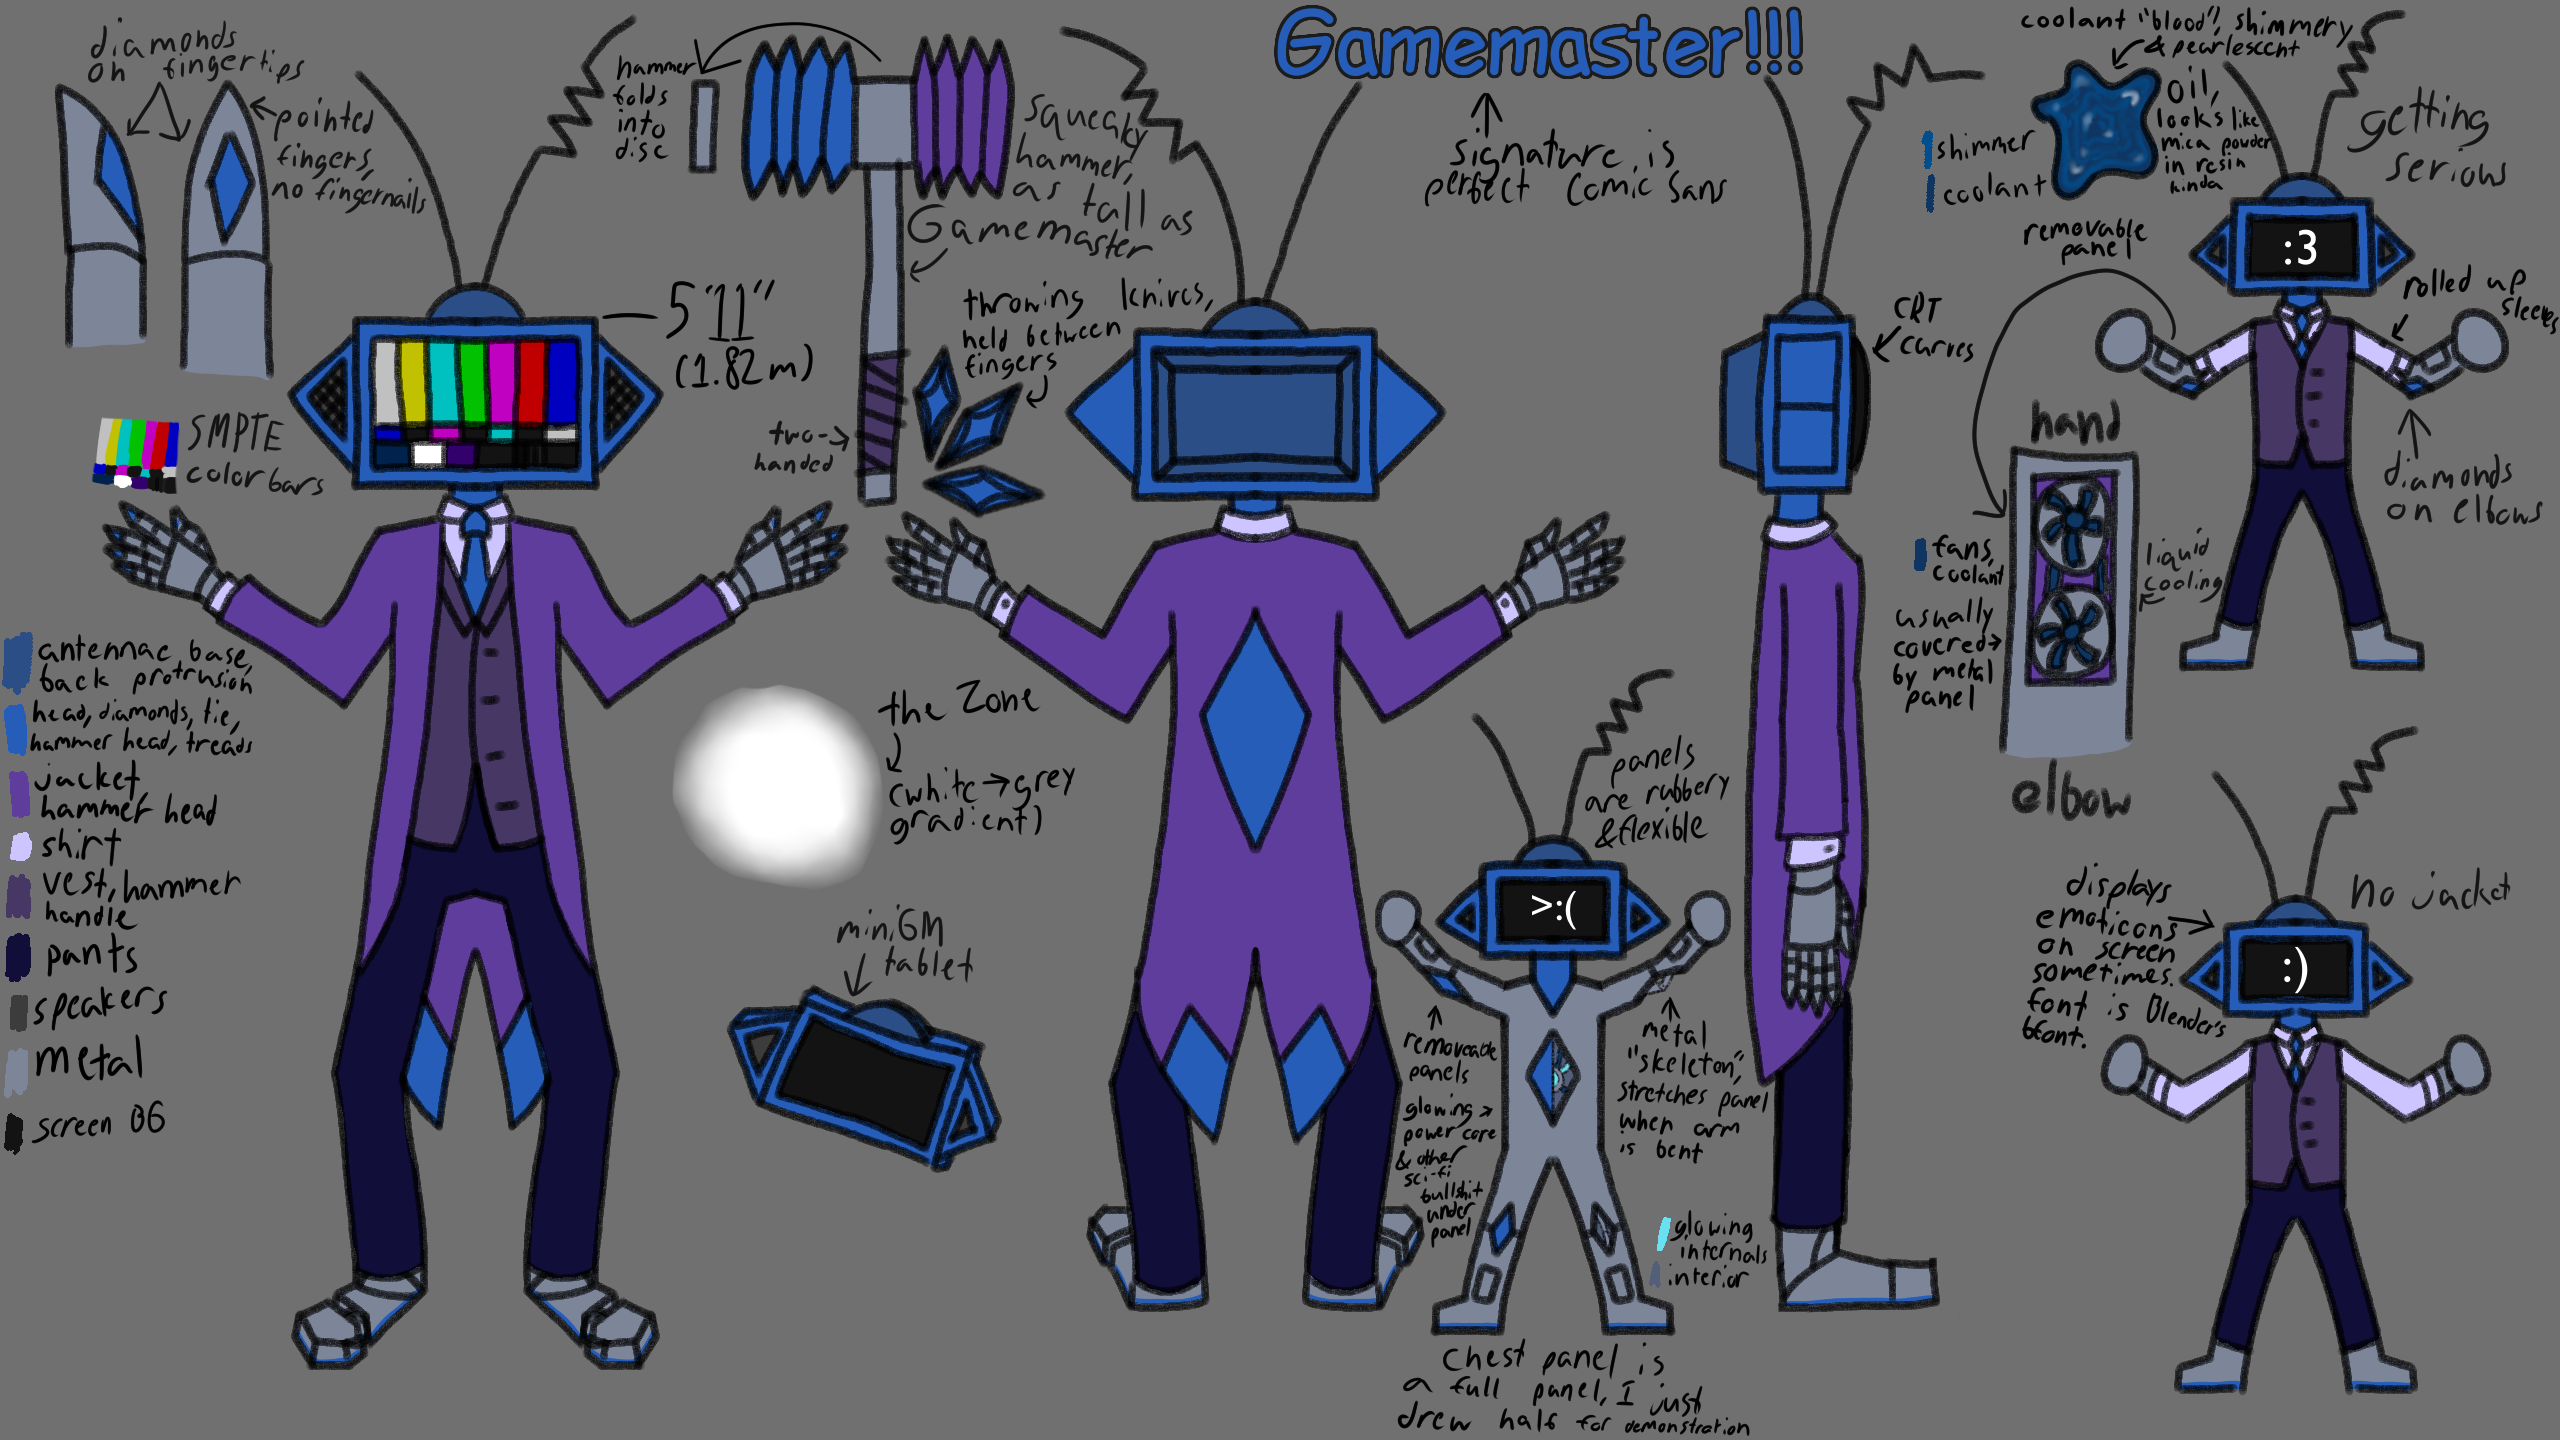 diamonds
on fingertips
pointed
fingers,
no fingernails
hammer
folds
into
disc
squeaky
hammer,
as tall as
Gamemaster
Gamemaster!!!
signature is
perfect Comic Sans
coolant "blood", shimmery
& pearlescent
oil,
looks like
mica powder
in resin
kinda
shimmer
coolant
getting
serious
:3
removable
panel
rolled up
sleeves
5'11"
(1.82m)
throwing knives,
held between
fingers
two-
handed
CRT
curves
SMPTE
color bars
hand
diamonds
on elbows
fans,
coolant
liquid
cooling
usually
covered
by metal
panel
elbow
antennae base,
back protrusion
head, diamonds, tie,
hammer head, treads
jacket
hammer head
shirt
vest, hammer
handle
pants
speakers
metal
screen BG
the Zone
(white→grey
gradient)
miniGM
tablet
panels
are rubbery
& flexible
>:(
removeable
panels
glowing
power core
& other
sci-fi
bullshit
under
panel
metal
"skeleton",
stretches panel
when arm
is bent
glowing
internals
interior
chest panel is
a full panel, I just
drew half for demonstration
displays
emoticons
on screen
sometimes.
font is Blender's
bfont.
no jacket
:)